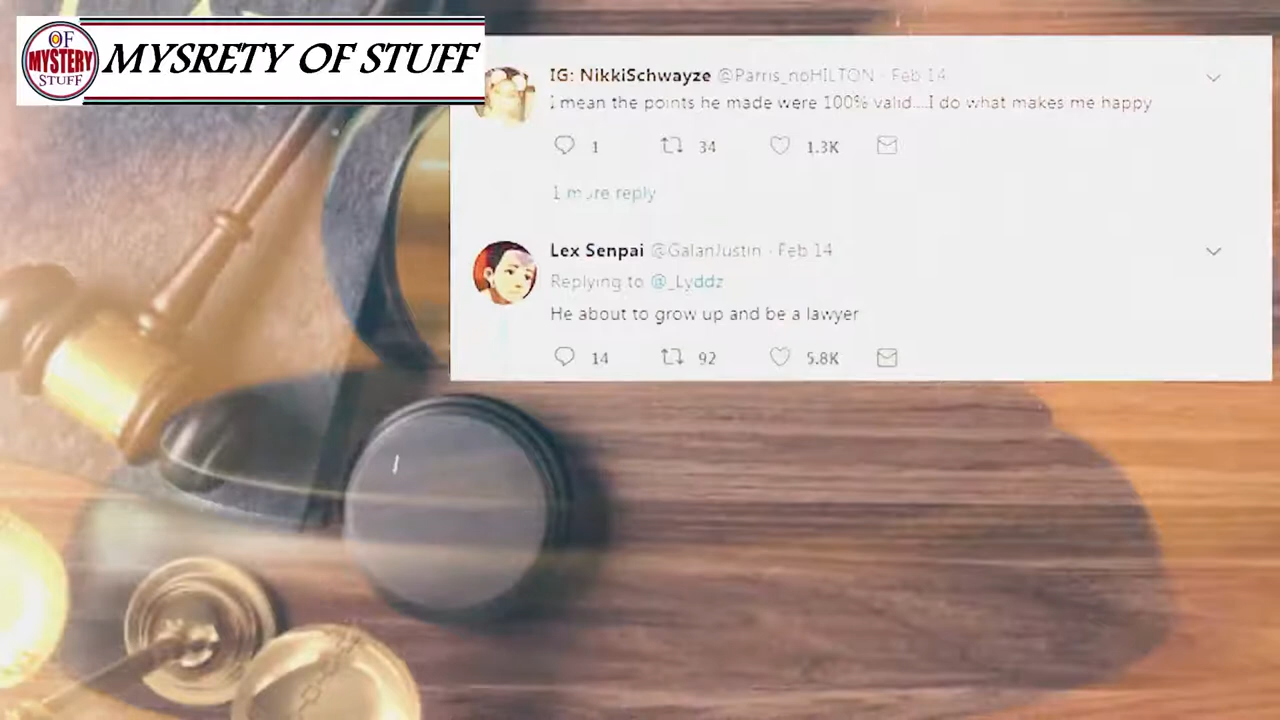 OF
MYSTERY
STUFF
MYSRETY OF STUFF
IG: NikkiSchwayze @Parris_noHILTON · Feb 14
I mean the points he made were 100% valid....I do what makes me happy
1 34 1.3K
1 more reply
Lex Senpai @GalanJustin · Feb 14
Replying to @_Lyddz
He about to grow up and be a lawyer
14 92 5.8K